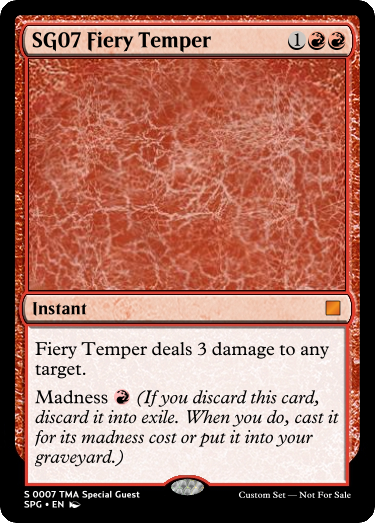 SG07 Fiery Temper 1
Instant
Fiery Temper deals 3 damage to any
target.
Madness (If you discard this card,
discard it into exile. When you do, cast it
for its madness cost or put it into your
graveyard.)
S 0007 TMA Special Guest
SPG • EN
Custom Set — Not For Sale